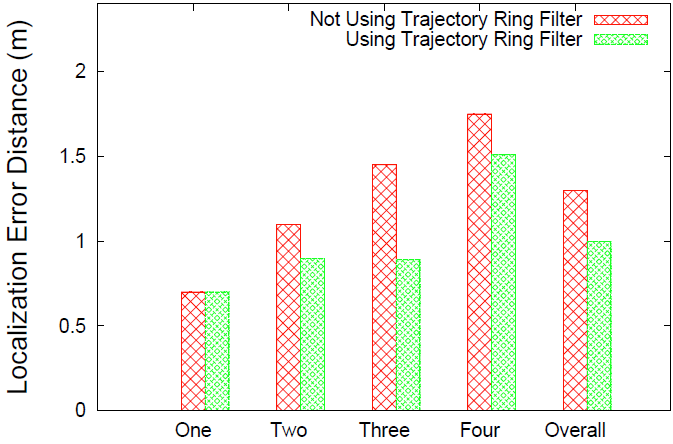 Not Using Trajectory Ring Filter
Using Trajectory Ring Filter
Localization Error Distance (m)
2
1.5
1
0.5
0
One Two Three Four Overall